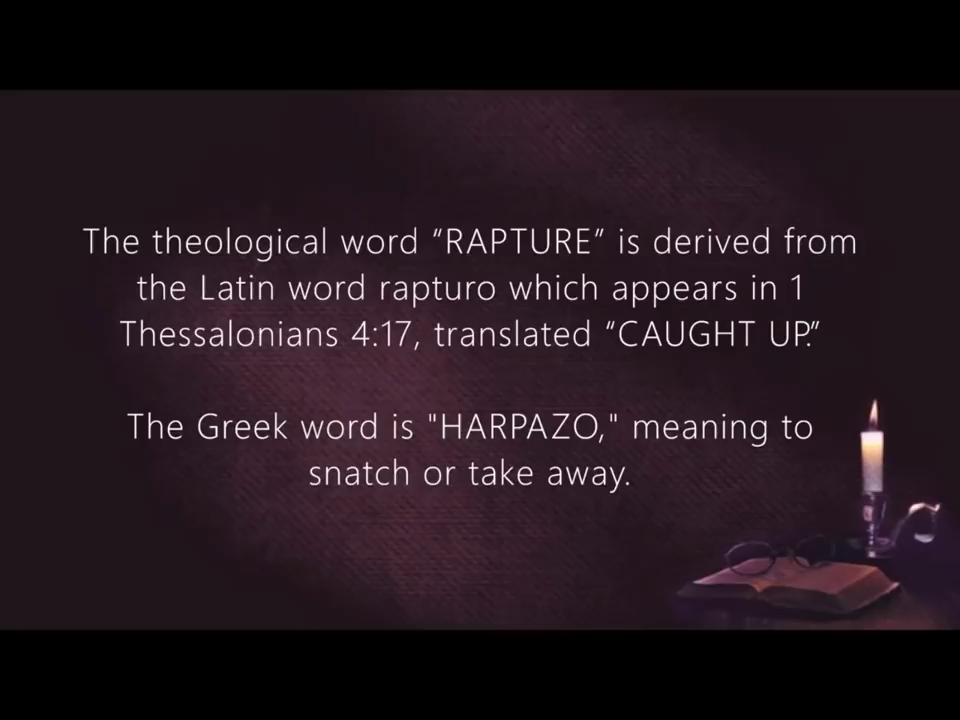 The theological word “RAPTURE” is derived from
the Latin word rapturo which appears in 1
Thessalonians 4:17, translated “CAUGHT UP.”
The Greek word is "HARPAZO," meaning to
snatch or take away.